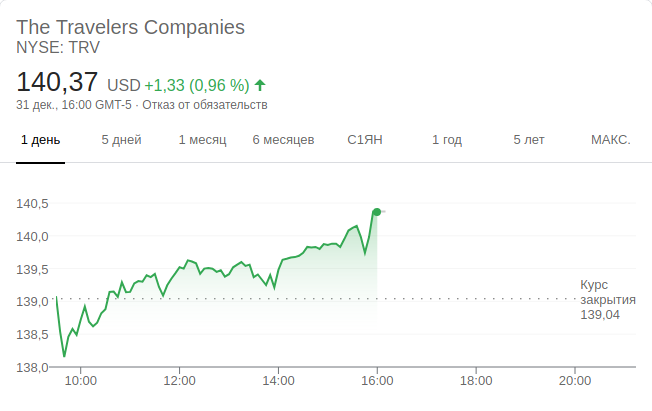 The Travelers Companies
NYSE: TRV
140,37 USD +1,33 (0,96 %)
31 дек., 16:00 GMT-5 · Отказ от обязательств
1 день 5 дней 1 месяц 6 месяцев С1ЯН 1 год 5 лет МАКС.
140,5
140,0
139,5
139,0
138,5
138,0
Курс
закрытия
139,04
10:00 12:00 14:00 16:00 18:00 20:00